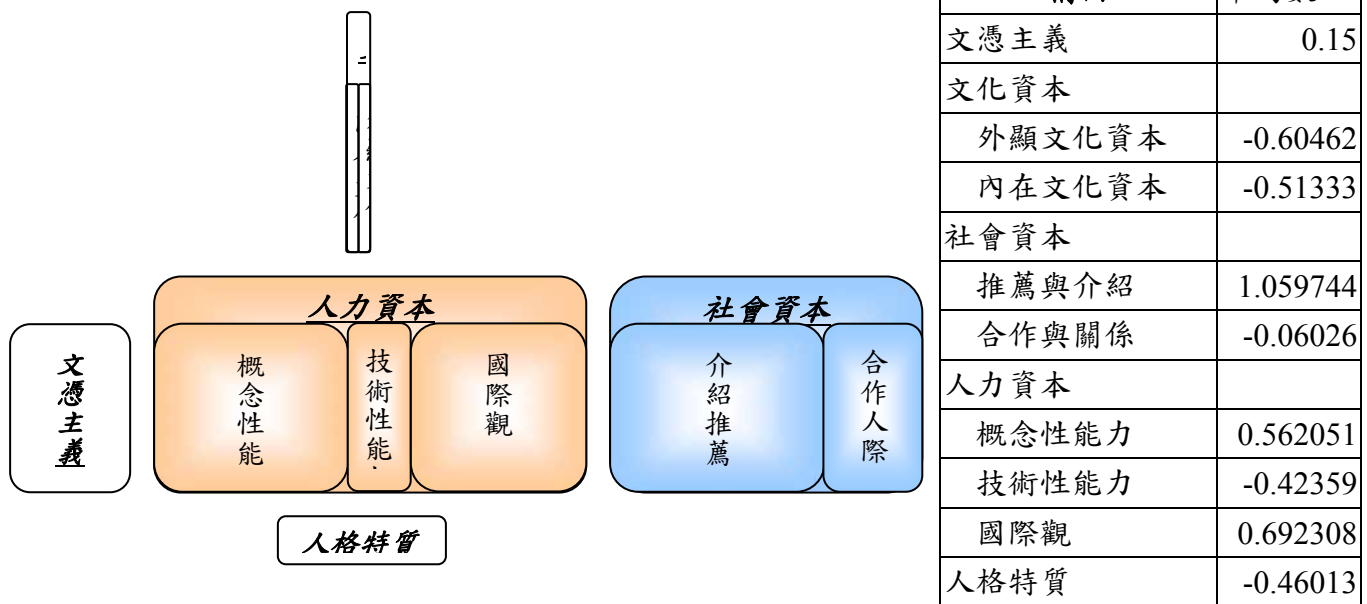 人力資本
社會資本
文憑主義
概念性能
技術性能
國際觀
介紹推薦
合作人際
人格特質
文憑主義 0.15
文化資本
外顯文化資本 -0.60462
內在文化資本 -0.51333
社會資本
推薦與介紹 1.059744
合作與關係 -0.06026
人力資本
概念性能力 0.562051
技術性能力 -0.42359
國際觀 0.692308
人格特質 -0.46013